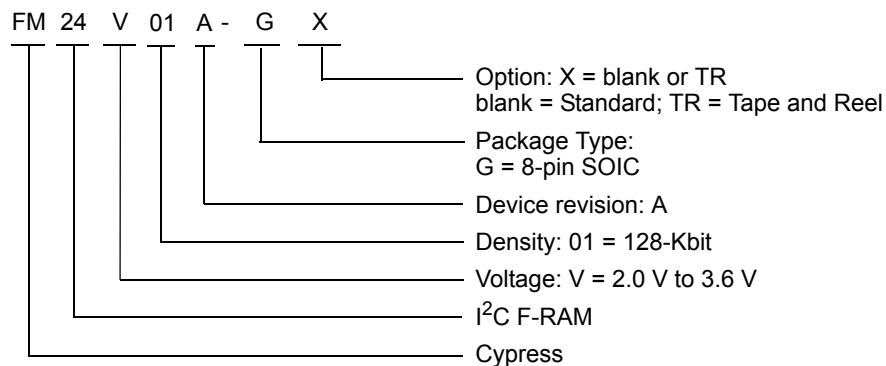 FM 24 V 01 A - G X
Option: X = blank or TR
blank = Standard; TR = Tape and Reel
Package Type:
G = 8-pin SOIC
Device revision: A
Density: 01 = 128-Kbit
Voltage: V = 2.0 V to 3.6 V
I²C F-RAM
Cypress